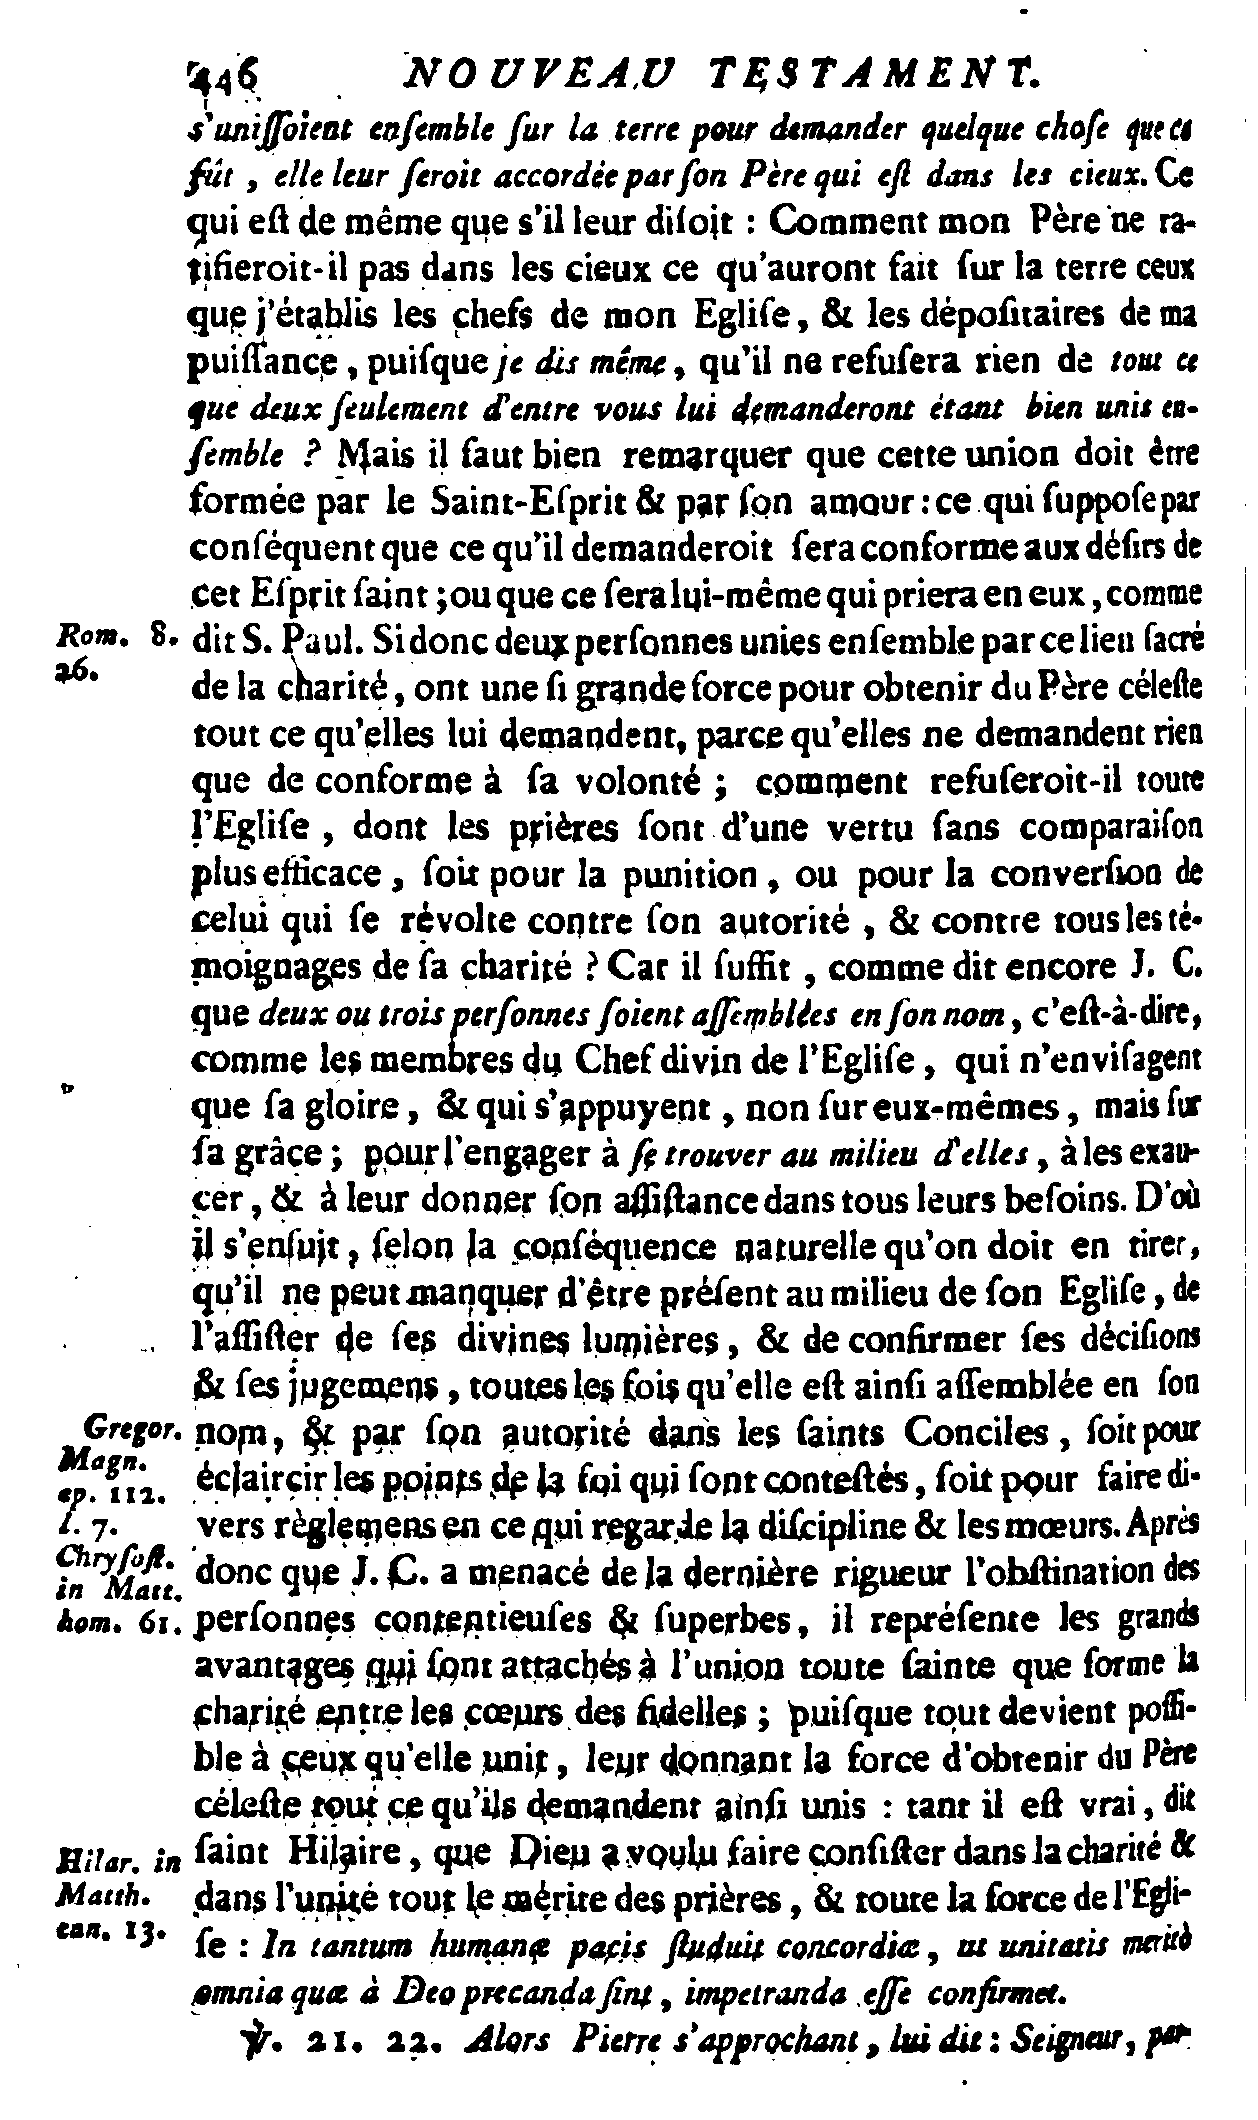 446 NOUVEAU TESTAMENT.
s'uniſſoient enſemble ſur la terre pour demander quelque choſe que ce
fût, elle leur ſeroit accordée par ſon Père qui eſt dans les cieux. Ce
qui eſt de même que s'il leur diſoit : Comment mon Père ne ra-
tifieroit-il pas dans les cieux ce qu'auront fait ſur la terre ceux
que j'établis les chefs de mon Egliſe, & les dépoſitaires de ma
puiſſance, puiſque je dis même, qu'il ne refuſera rien de tout ce
que deux ſeulement d'entre vous lui demanderont étant bien unis en-
ſemble ? Mais il faut bien remarquer que cette union doit être
formée par le Saint-Eſprit & par ſon amour : ce qui ſuppoſe par
conſéquent que ce qu'il demanderoit ſera conforme aux déſirs de
cet Eſprit ſaint ; ou que ce ſera lui-même qui priera en eux, comme
Rom. 8. dit S. Paul. Si donc deux perſonnes unies enſemble par ce lien ſacré
26.
de la charité, ont une ſi grande force pour obtenir du Père céleſte
tout ce qu'elles lui demandent, parce qu'elles ne demandent rien
que de conforme à ſa volonté ; comment refuſeroit-il toute
l'Egliſe, dont les prières ſont d'une vertu ſans comparaiſon
plus efficace, ſoit pour la punition, ou pour la converſion de
celui qui ſe révolte contre ſon autorité, & contre tous les té-
moignages de ſa charité ? Car il ſuffit, comme dit encore J. C.
que deux ou trois perſonnes ſoient aſſemblées en ſon nom, c'eſt-à-dire,
comme les membres du Chef divin de l'Egliſe, qui n'enviſagent
que ſa gloire, & qui s'appuyent, non ſur eux-mêmes, mais ſur
ſa grâce ; pour l'engager à ſe trouver au milieu d'elles, à les exau-
cer, & à leur donner ſon aſſiſtance dans tous leurs beſoins. D'où
il s'enſuit, ſelon la conſéquence naturelle qu'on doit en tirer,
qu'il ne peut manquer d'être préſent au milieu de ſon Egliſe, de
l'aſſiſter de ſes divines lumières, & de confirmer ſes déciſions
& ſes jugemens, toutes les fois qu'elle eſt ainſi aſſemblée en ſon
Gregor. nom, & par ſon autorité dans les ſaints Conciles, ſoit pour
Magn.
éclaircir les points de la foi qui ſont conteſtés, ſoit pour faire di-
ep. 112.
l. 7. vers règlemens en ce qui regarde la diſcipline & les mœurs. Après
Chryſoſt.
donc que J. C. a menacé de la dernière rigueur l'obſtination des
in Matt.
hom. 61. perſonnes contentieuſes & ſuperbes, il repréſente les grands
avantages qui ſont attachés à l'union toute ſainte que forme la
charité entre les cœurs des fidelles ; puiſque tout devient poſſi-
ble à ceux qu'elle unit, leur donnant la force d'obtenir du Père
céleſte tout ce qu'ils demandent ainſi unis : tant il eſt vrai, dit
Hilar. in ſaint Hilaire, que Dieu a voulu faire conſiſter dans la charité &
Matth. dans l'unité tout le mérite des prières, & toute la force de l'Egli-
can. 13. ſe : In tantum humanæ pacis ſtuduit concordiæ, ut unitatis meritò
omnia quæ à Deo precanda ſint, impetranda eſſe confirmet.
℣. 21. 22. Alors Pierre s'approchant, lui dit : Seigneur, par-